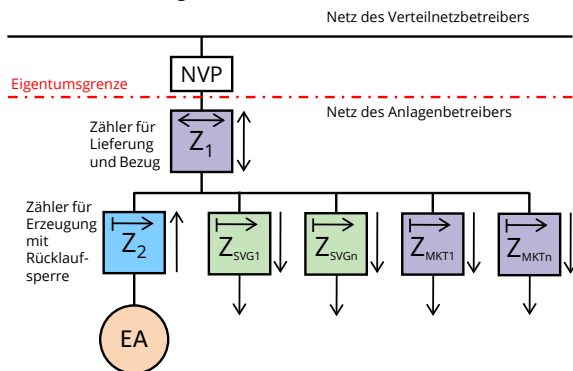 Netz des Verteilnetzbetreibers
NVP
Eigentumsgrenze
Netz des Anlagenbetreibers
Zähler für
Lieferung
und Bezug
Z1
Zähler für
Erzeugung
mit
Rücklauf-
sperre
Z2
ZSVG1
ZSVGn
ZMKT1
ZMKTn
EA